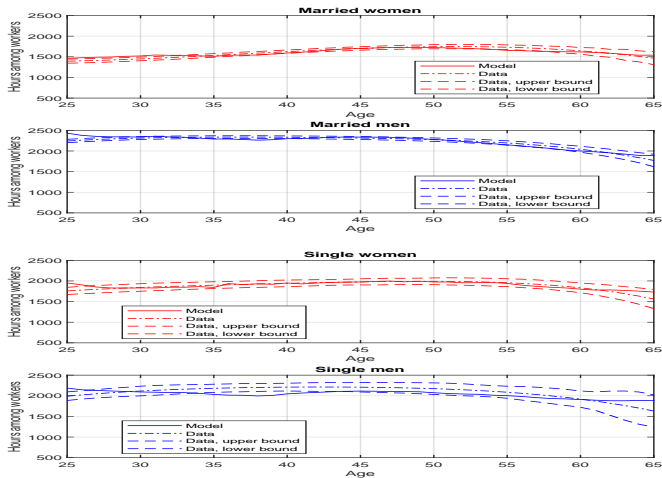 Married women
Hours among workers
2500
2000
1500
1000
500
25 30 35 40 45 50 55 60 65
Age
Model
Data
Data, upper bound
Data, lower bound
Married men
Hours among workers
2500
2000
1500
1000
500
25 30 35 40 45 50 55 60 65
Age
Model
Data
Data, upper bound
Data, lower bound
Single women
Hours among workers
2500
2000
1500
1000
500
25 30 35 40 45 50 55 60 65
Age
Model
Data
Data, upper bound
Data, lower bound
Single men
Hours among workers
2500
2000
1500
1000
500
25 30 35 40 45 50 55 60 65
Age
Model
Data
Data, upper bound
Data, lower bound